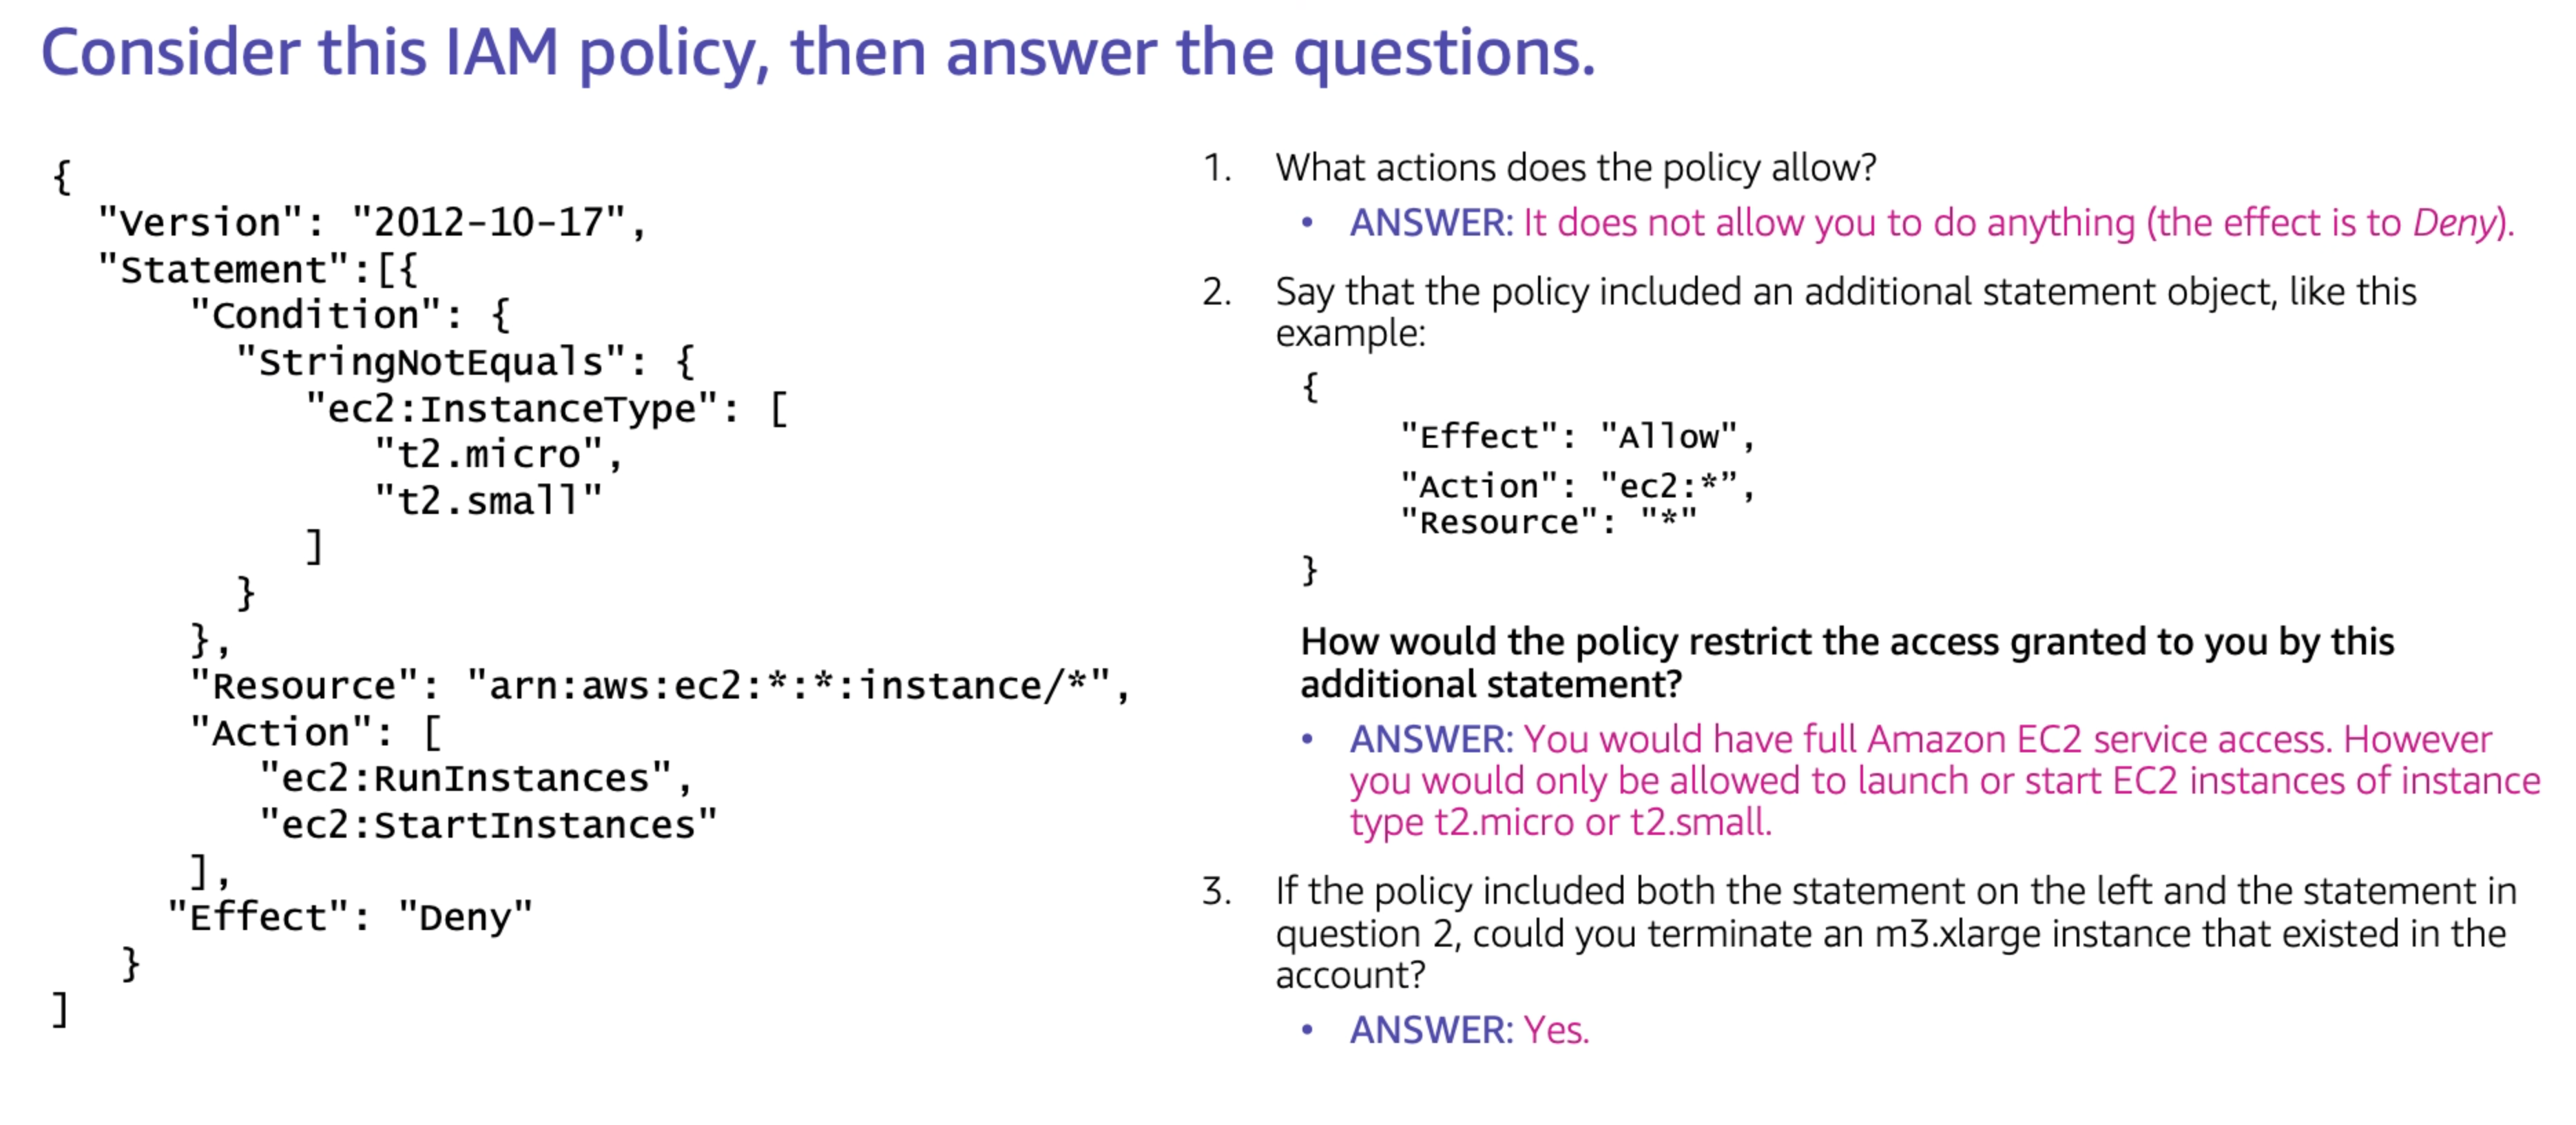 Consider this IAM policy, then answer the questions.
{
"Version": "2012-10-17",
"Statement":[{
"Condition": {
"StringNotEquals": {
"ec2:InstanceType": [
"t2.micro",
"t2.small"
]
}
},
"Resource": "arn:aws:ec2:*:*:instance/*",
"Action": [
"ec2:RunInstances",
"ec2:StartInstances"
],
"Effect": "Deny"
}
]
1. What actions does the policy allow?
• ANSWER: It does not allow you to do anything (the effect is to Deny).
2. Say that the policy included an additional statement object, like this
example:
{
"Effect": "Allow",
"Action": "ec2:*”,
"Resource": "*"
}
How would the policy restrict the access granted to you by this
additional statement?
• ANSWER: You would have full Amazon EC2 service access. However
you would only be allowed to launch or start EC2 instances of instance
type t2.micro or t2.small.
3. If the policy included both the statement on the left and the statement in
question 2, could you terminate an m3.xlarge instance that existed in the
account?
• ANSWER: Yes.